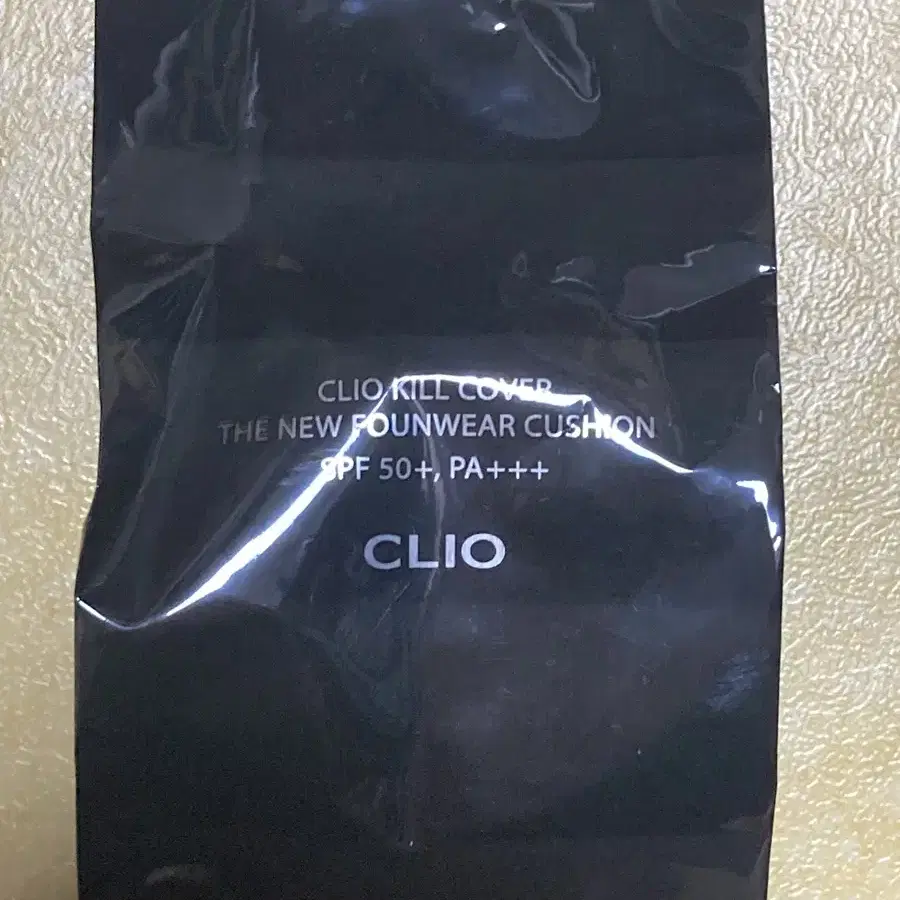 CLIO KILL COVER
THE NEW FOUNWEAR CUSHION
SPF 50+, PA+++
CLIO